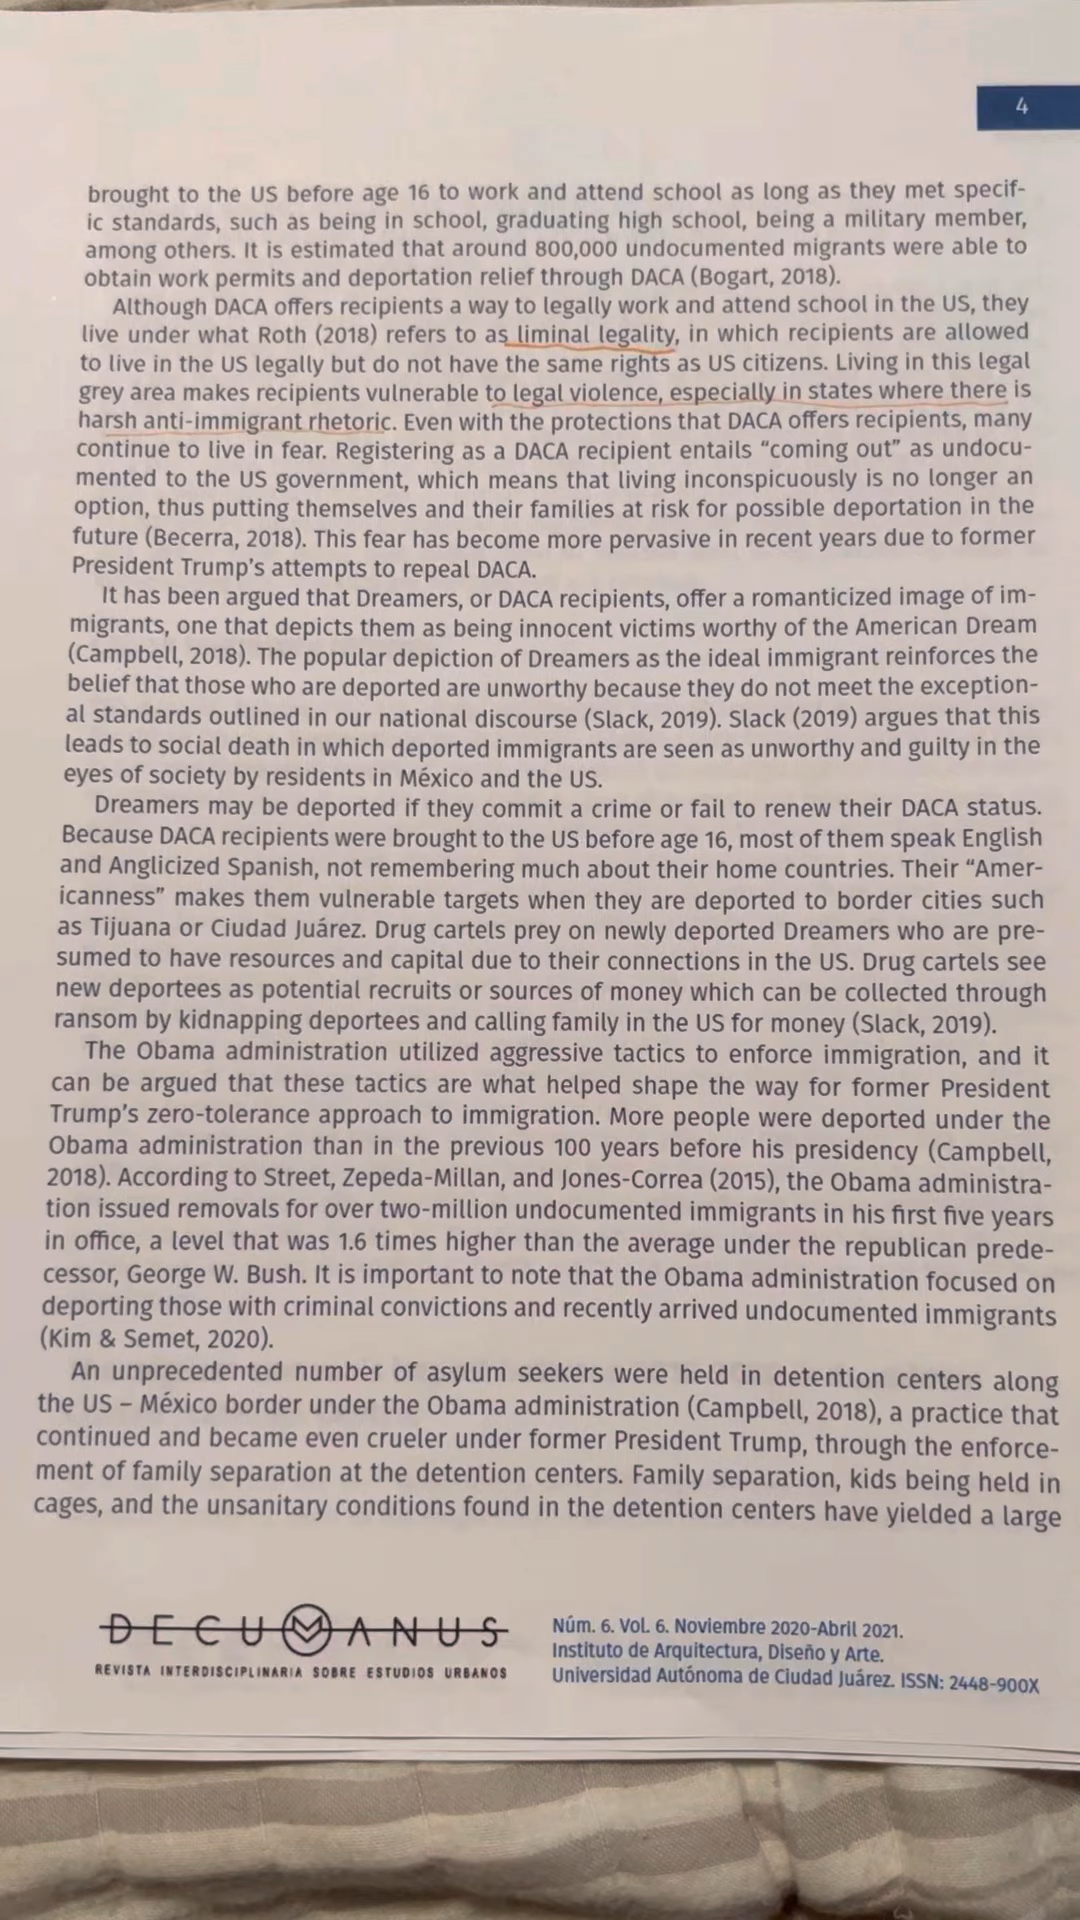 4
brought to the US before age 16 to work and attend school as long as they met specif-
ic standards, such as being in school, graduating high school, being a military member,
among others. It is estimated that around 800,000 undocumented migrants were able to
obtain work permits and deportation relief through DACA (Bogart, 2018).
Although DACA offers recipients a way to legally work and attend school in the US, they
live under what Roth (2018) refers to as liminal legality, in which recipients are allowed
to live in the US legally but do not have the same rights as US citizens. Living in this legal
grey area makes recipients vulnerable to legal violence, especially in states where there is
harsh anti-immigrant rhetoric. Even with the protections that DACA offers recipients, many
continue to live in fear. Registering as a DACA recipient entails “coming out” as undocu-
mented to the US government, which means that living inconspicuously is no longer an
option, thus putting themselves and their families at risk for possible deportation in the
future (Becerra, 2018). This fear has become more pervasive in recent years due to former
President Trump’s attempts to repeal DACA.
It has been argued that Dreamers, or DACA recipients, offer a romanticized image of im-
migrants, one that depicts them as being innocent victims worthy of the American Dream
(Campbell, 2018). The popular depiction of Dreamers as the ideal immigrant reinforces the
belief that those who are deported are unworthy because they do not meet the exception-
al standards outlined in our national discourse (Slack, 2019). Slack (2019) argues that this
leads to social death in which deported immigrants are seen as unworthy and guilty in the
eyes of society by residents in México and the US.
Dreamers may be deported if they commit a crime or fail to renew their DACA status.
Because DACA recipients were brought to the US before age 16, most of them speak English
and Anglicized Spanish, not remembering much about their home countries. Their “Amer-
icanness” makes them vulnerable targets when they are deported to border cities such
as Tijuana or Ciudad Juárez. Drug cartels prey on newly deported Dreamers who are pre-
sumed to have resources and capital due to their connections in the US. Drug cartels see
new deportees as potential recruits or sources of money which can be collected through
ransom by kidnapping deportees and calling family in the US for money (Slack, 2019).
The Obama administration utilized aggressive tactics to enforce immigration, and it
can be argued that these tactics are what helped shape the way for former President
Trump’s zero-tolerance approach to immigration. More people were deported under the
Obama administration than in the previous 100 years before his presidency (Campbell,
2018). According to Street, Zepeda-Millan, and Jones-Correa (2015), the Obama administra-
tion issued removals for over two-million undocumented immigrants in his first five years
in office, a level that was 1.6 times higher than the average under the republican prede-
cessor, George W. Bush. It is important to note that the Obama administration focused on
deporting those with criminal convictions and recently arrived undocumented immigrants
(Kim & Semet, 2020).
An unprecedented number of asylum seekers were held in detention centers along
the US – México border under the Obama administration (Campbell, 2018), a practice that
continued and became even crueler under former President Trump, through the enforce-
ment of family separation at the detention centers. Family separation, kids being held in
cages, and the unsanitary conditions found in the detention centers have yielded a large
DECUMANUS
REVISTA INTERDISCIPLINARIA SOBRE ESTUDIOS URBANOS
Núm. 6. Vol. 6. Noviembre 2020-Abril 2021.
Instituto de Arquitectura, Diseño y Arte.
Universidad Autónoma de Ciudad Juárez. ISSN: 2448-900X